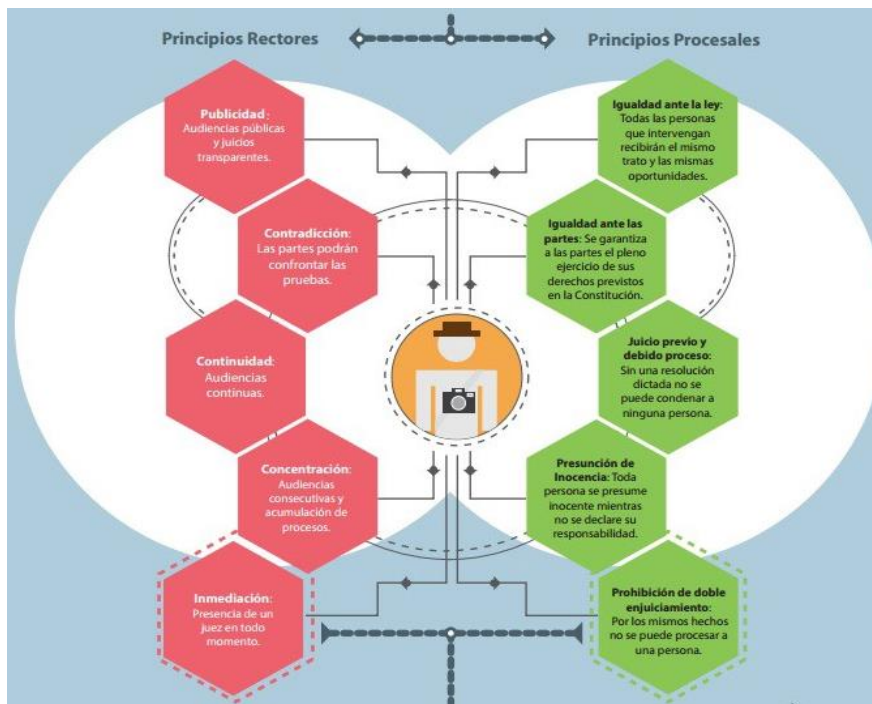 Principios Rectores
Principios Procesales
Publicidad:
Audiencias públicas
y juicios
transparentes.
Contradicción:
Las partes podrán
confrontar las
pruebas.
Continuidad:
Audiencias
continuas.
Concentración:
Audiencias
consecutivas y
acumulación de
procesos.
Inmediación:
Presencia de un
juez en todo
momento.
Igualdad ante la ley:
Todas las personas
que intervengan
recibirán el mismo
trato y las mismas
oportunidades.
Igualdad ante las
partes: Se garantiza
a las partes el pleno
ejercicio de sus
derechos previstos
en la Constitución.
Juicio previo y
debido proceso:
Sin una resolución
dictada no se
puede condenar a
ninguna persona.
Presunción de
Inocencia: Toda
persona se presume
inocente mientras
no se declare su
responsabilidad.
Prohibición de doble
enjuiciamiento:
Por los mismos hechos
no se puede procesar a
una persona.